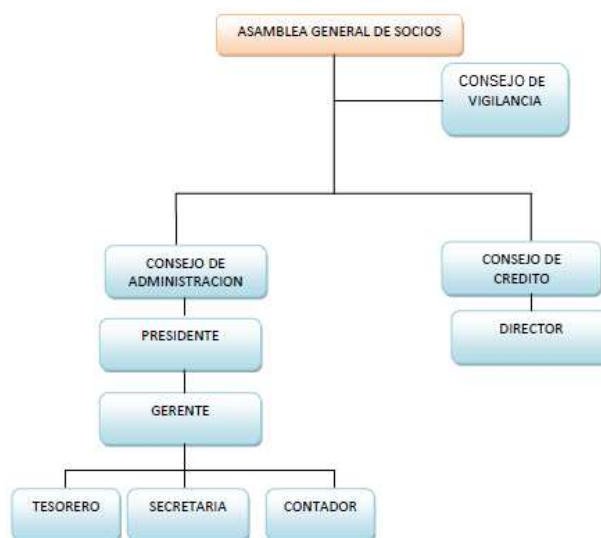 ASAMBLEA GENERAL DE SOCIOS
CONSEJO DE
VIGILANCIA
CONSEJO DE
ADMINISTRACION
CONSEJO DE
CREDITO
PRESIDENTE
DIRECTOR
GERENTE
TESORERO
SECRETARIA
CONTADOR